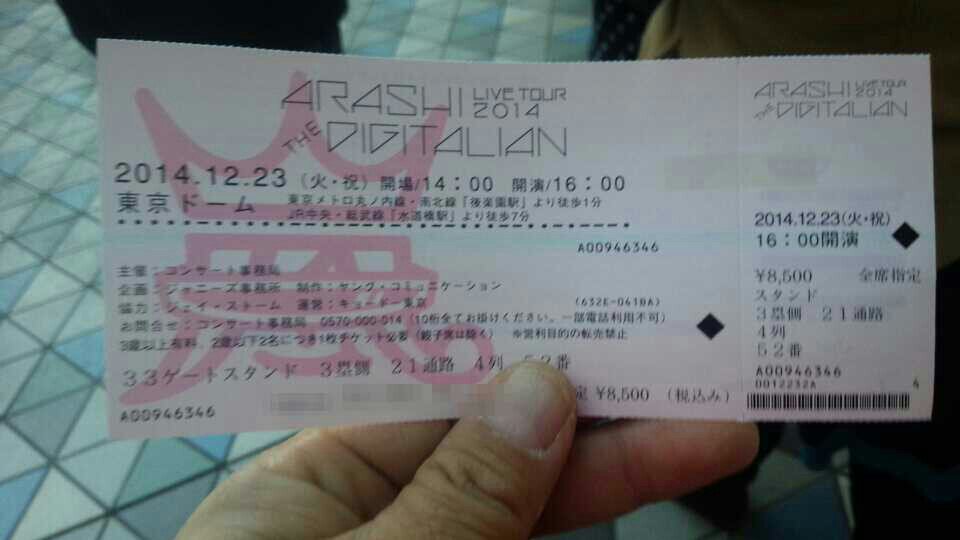 ARASHI LIVE TOUR 2014
THE DIGITALIAN
2014.12.23 (火・祝) 開場/14:00 開演/16:00
東京ドーム 東京メトロ丸ノ内線・南北線「後楽園駅」より徒歩1分
JR中央・総武線「水道橋駅」より徒歩7分
A00946346
主催:コンサート事務局
企画:ジャニーズ事務所 制作:ヤング・コミュニケーション
協力:ジェイ・ストーム 運営:キョードー東京 (632E-041BA)
お問合せ:コンサート事務局 0570-000-014 (10桁全てお掛けください。一部電話利用不可)
3歳以上有料、2歳以下2名につき1枚チケット必要(親子席は除く) ※営利目的の転売禁止
33ゲートスタンド 3塁側 21通路 4列 52番
定 ¥8,500 (税込み)
A00946346
ARASHI LIVE TOUR 2014
THE DIGITALIAN
2014.12.23(火・祝)
16:00開演
¥8,500 全席指定
スタンド
3塁側 21通路
4列
52番
A00946346
0012232A 4